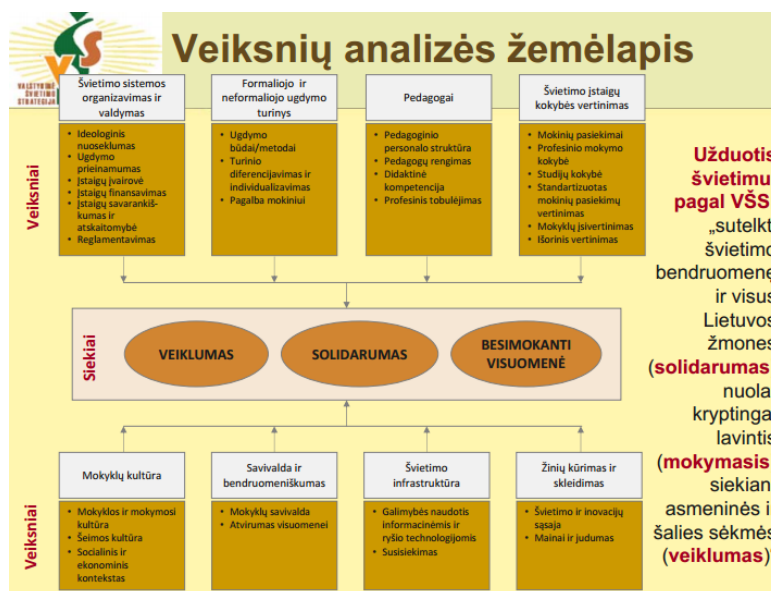 Veiksnių analizės žemėlapis
VŠS
VALSTYBINĖ
ŠVIETIMO
STRATEGIJA
Veiksniai
Švietimo sistemos
organizavimas ir
valdymas
Ideologinis
nuoseklumas
Ugdymo
prieinamumas
Įstaigų įvairovė
Įstaigų finansavimas
Įstaigų savarankiš-
kumas ir
atskaitomybė
Reglamentavimas
Formaliojo ir
neformaliojo ugdymo
turinys
Ugdymo
būdai/metodai
Turinio
diferencijavimas ir
individualizavimas
Pagalba mokiniui
Pedagogai
Pedagoginio
personalo struktūra
Pedagogų rengimas
Didaktinė
kompetencija
Profesinis tobulėjimas
Švietimo įstaigų
kokybės vertinimas
Mokinių pasiekimai
Profesinio mokymo
kokybė
Studijų kokybė
Standartizuotas
mokinių pasiekimų
vertinimas
Mokyklų įsivertinimas
Išorinis vertinimas
Siekiai
VEIKLUMAS
SOLIDARUMAS
BESIMOKANTI
VISUOMENĖ
Veiksniai
Mokyklų kultūra
Mokyklos ir mokymosi
kultūra
Šeimos kultūra
Socialinis ir
ekonominis
kontekstas
Savivalda ir
bendruomeniškumas
Mokyklų savivalda
Atvirumas visuomenei
Švietimo
infrastruktūra
Galimybės naudotis
informacinėmis ir
ryšio technologijomis
Susisiekimas
Žinių kūrimas ir
skleidimas
Švietimo ir inovacijų
sąsaja
Mainai ir judumas
Užduotis
švietimui
pagal VŠS:
„sutelkti
švietimo
bendruomenę
ir visus
Lietuvos
žmones
(solidarumas)
nuolat
kryptingai
lavintis
(mokymasis)
siekiant
asmeninės ir
šalies sėkmės
(veiklumas)